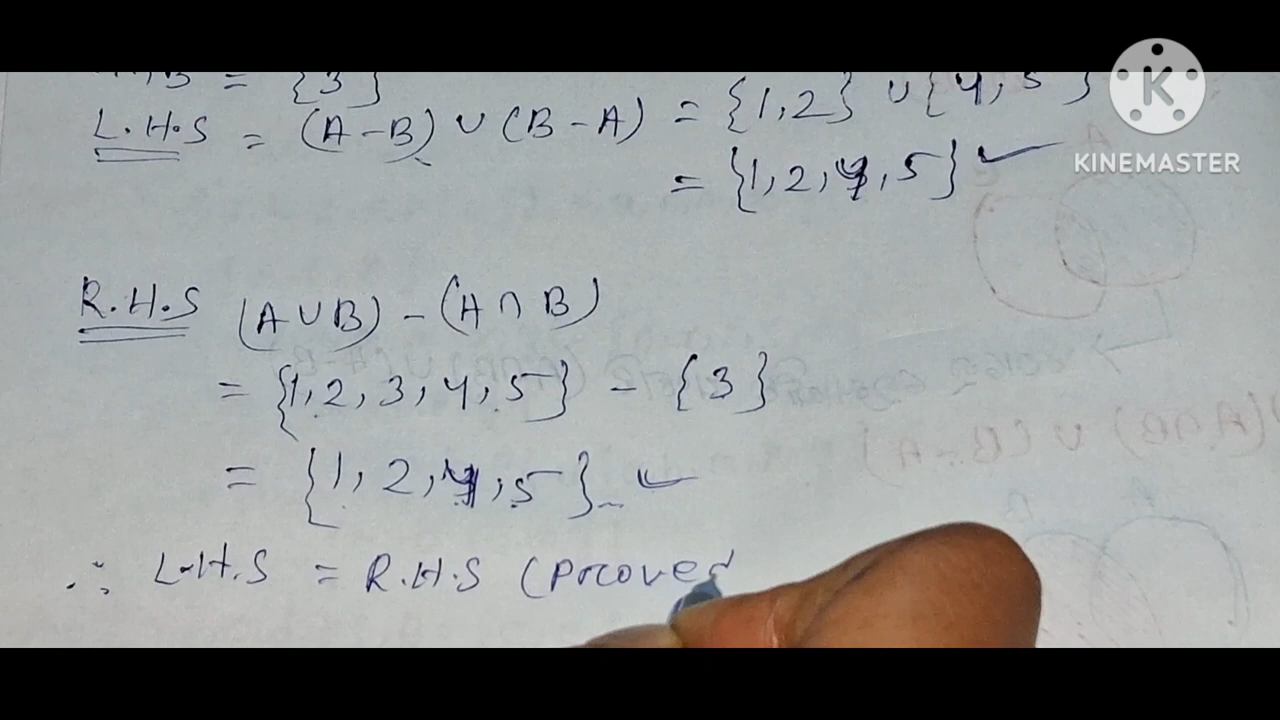 B = {3}
L.H.S = (A-B) ∪ (B-A) = {1,2} ∪ {4,5}
= {1,2,4,5}
KINEMASTER
R.H.S (A∪B) - (A∩B)
= {1,2,3,4,5} - {3}
= {1,2,4,5}
∴ L.H.S = R.H.S (Proved